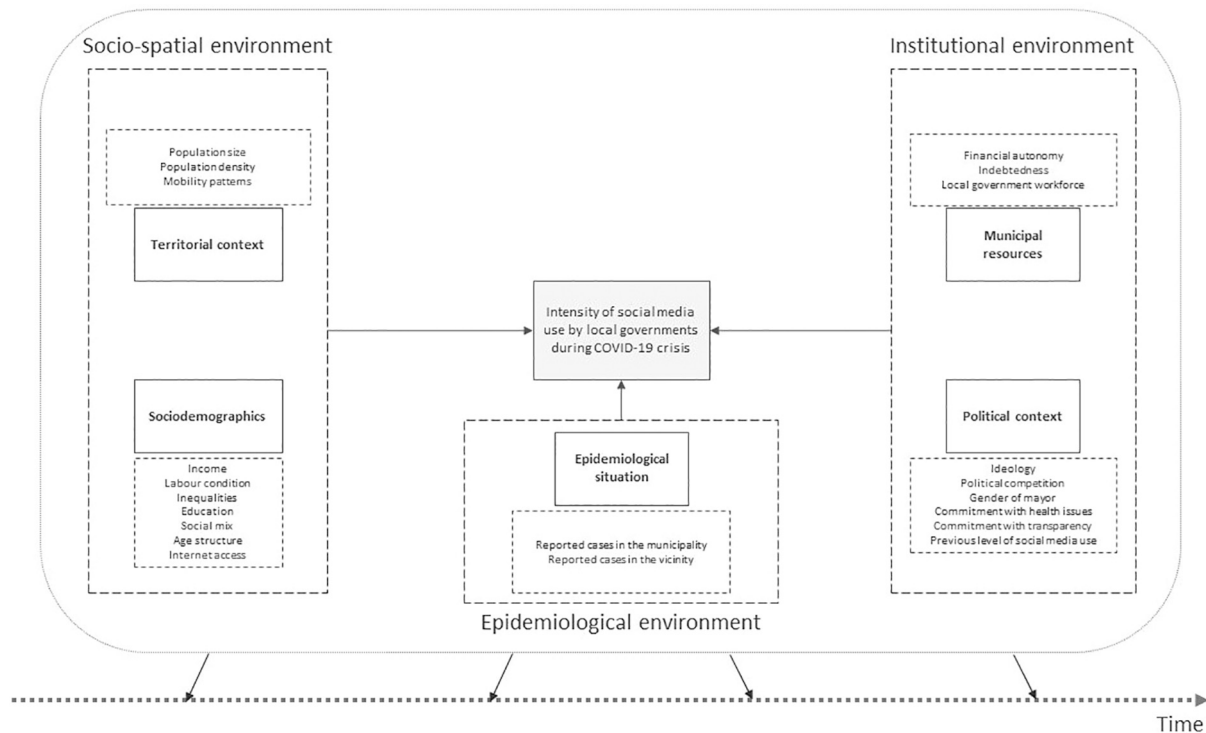 Socio-spatial environment
Population size
Population density
Mobility patterns
Territorial context
Sociodemographics
Income
Labour condition
Inequalities
Education
Social mix
Age structure
Internet access
Intensity of social media
use by local governments
during COVID-19 crisis
Epidemiological
situation
Reported cases in the municipality
Reported cases in the vicinity
Epidemiological environment
Institutional environment
Financial autonomy
Indebtedness
Local government workforce
Municipal
resources
Political context
Ideology
Political competition
Gender of mayor
Commitment with health issues
Commitment with transparency
Previous level of social media use
Time